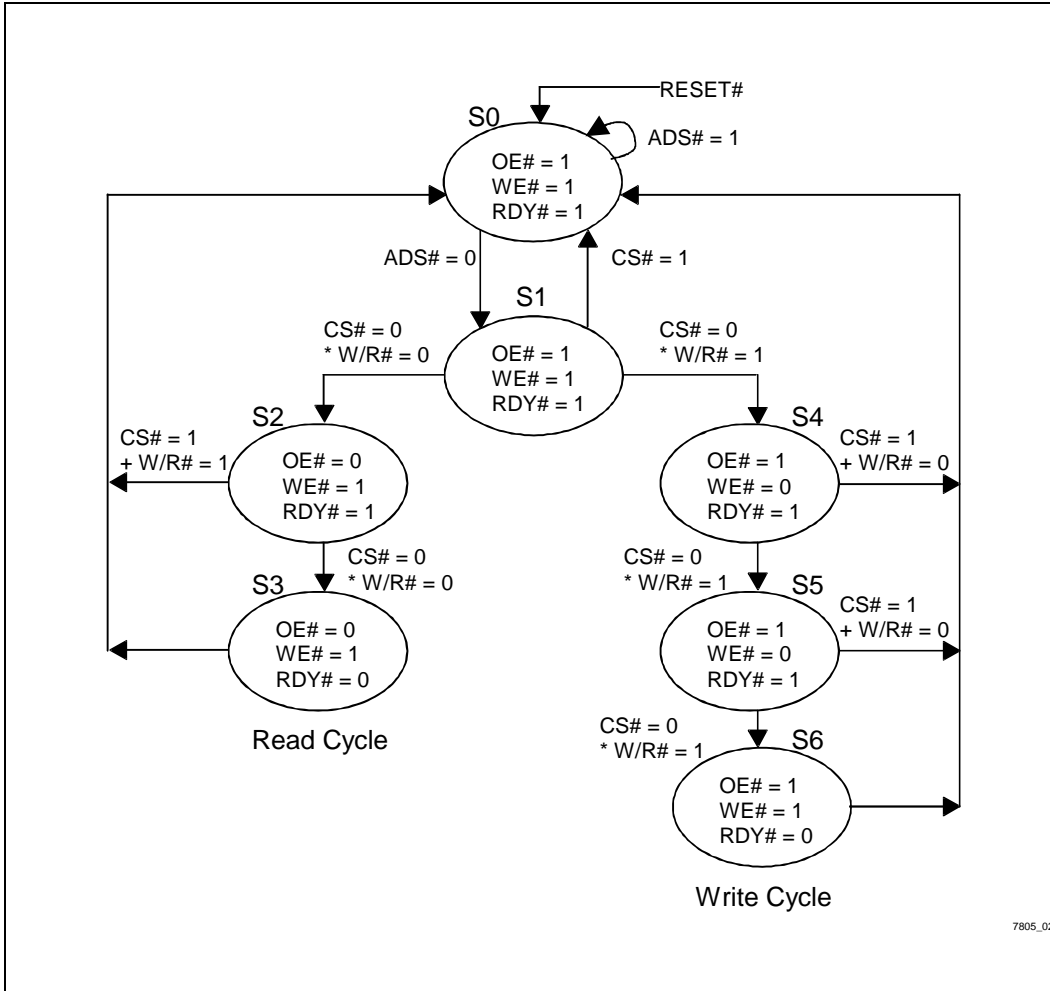 RESET#
S0
ADS# = 1
OE# = 1
WE# = 1
RDY# = 1
ADS# = 0
CS# = 1
S1
CS# = 0
* W/R# = 0
CS# = 0
* W/R# = 1
OE# = 1
WE# = 1
RDY# = 1
S2
CS# = 1
+ W/R# = 1
OE# = 0
WE# = 1
RDY# = 1
S4
CS# = 1
+ W/R# = 0
OE# = 1
WE# = 0
RDY# = 1
CS# = 0
* W/R# = 0
CS# = 0
* W/R# = 1
S3
OE# = 0
WE# = 1
RDY# = 0
S5
CS# = 1
+ W/R# = 0
OE# = 1
WE# = 0
RDY# = 1
Read Cycle
CS# = 0
* W/R# = 1
S6
OE# = 1
WE# = 1
RDY# = 0
Write Cycle
7805_02